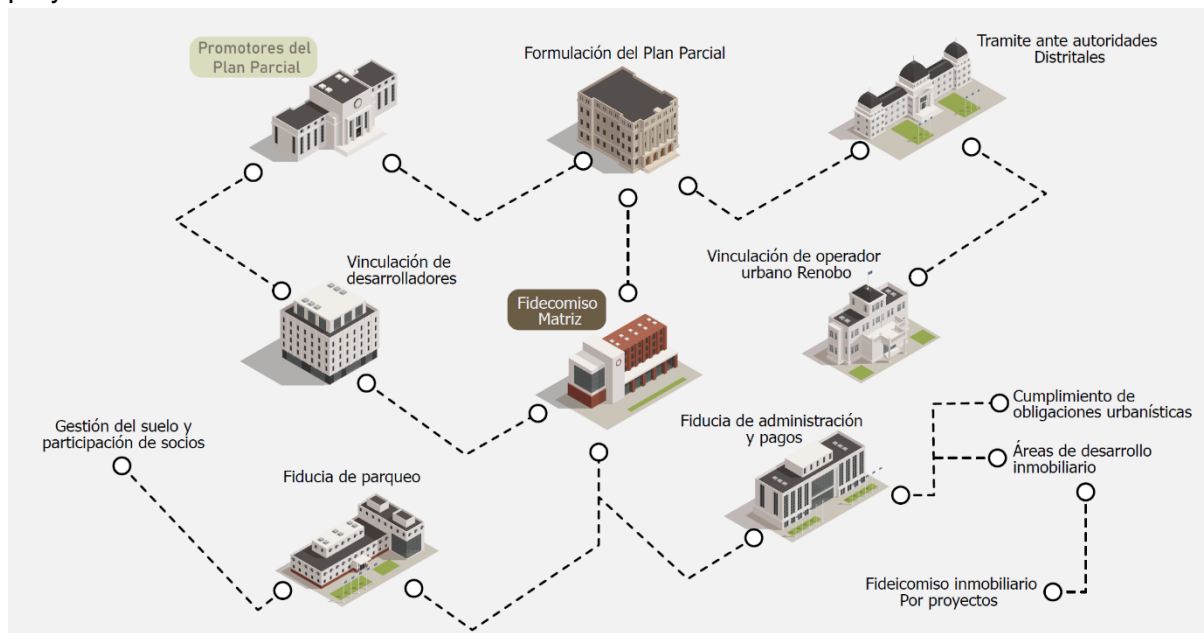 Promotores del
Plan Parcial
Formulación del Plan Parcial
Tramite ante autoridades
Distritales
Vinculación de
desarrolladores
Fidecomiso
Matriz
Vinculación de operador
urbano Renobo
Gestión del suelo y
participación de socios
Fiducia de parqueo
Fiducia de administración
y pagos
Cumplimiento de
obligaciones urbanísticas
Áreas de desarrollo
inmobiliario
Fideicomiso inmobiliario
Por proyectos